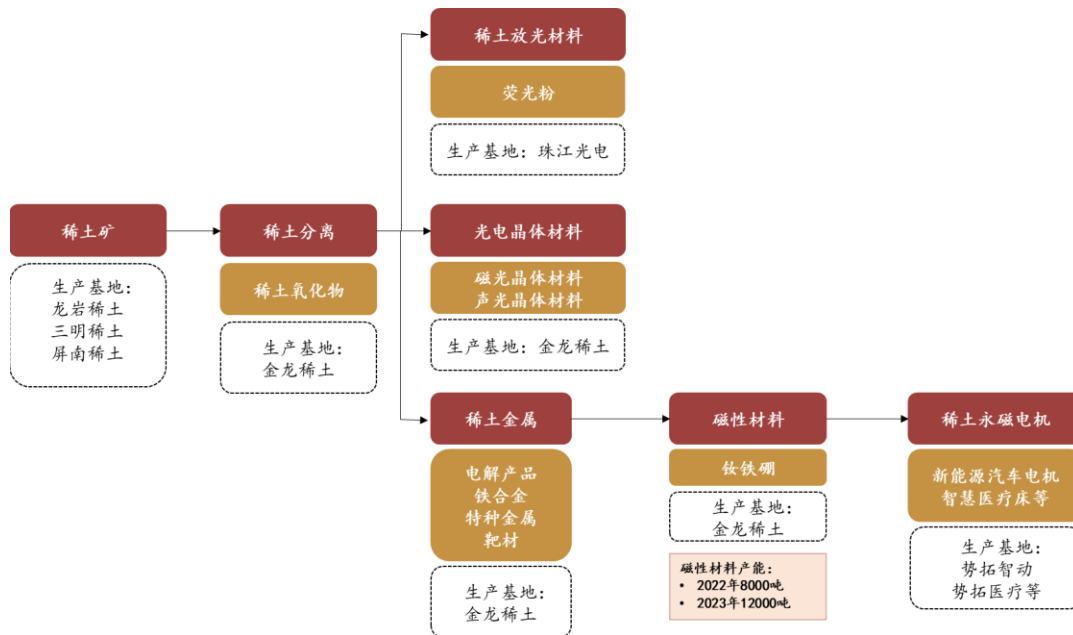 稀土放光材料
荧光粉
生产基地：珠江光电
稀土矿
生产基地：
龙岩稀土
三明稀土
屏南稀土
稀土分离
稀土氧化物
生产基地：
金龙稀土
光电晶体材料
磁光晶体材料
声光晶体材料
生产基地：金龙稀土
稀土金属
电解产品
铁合金
特种金属
靶材
生产基地：
金龙稀土
磁性材料
钕铁硼
生产基地：
金龙稀土
磁性材料产能：
• 2022年8000吨
• 2023年12000吨
稀土永磁电机
新能源汽车电机
智慧医疗床等
生产基地：
势拓智动
势拓医疗等